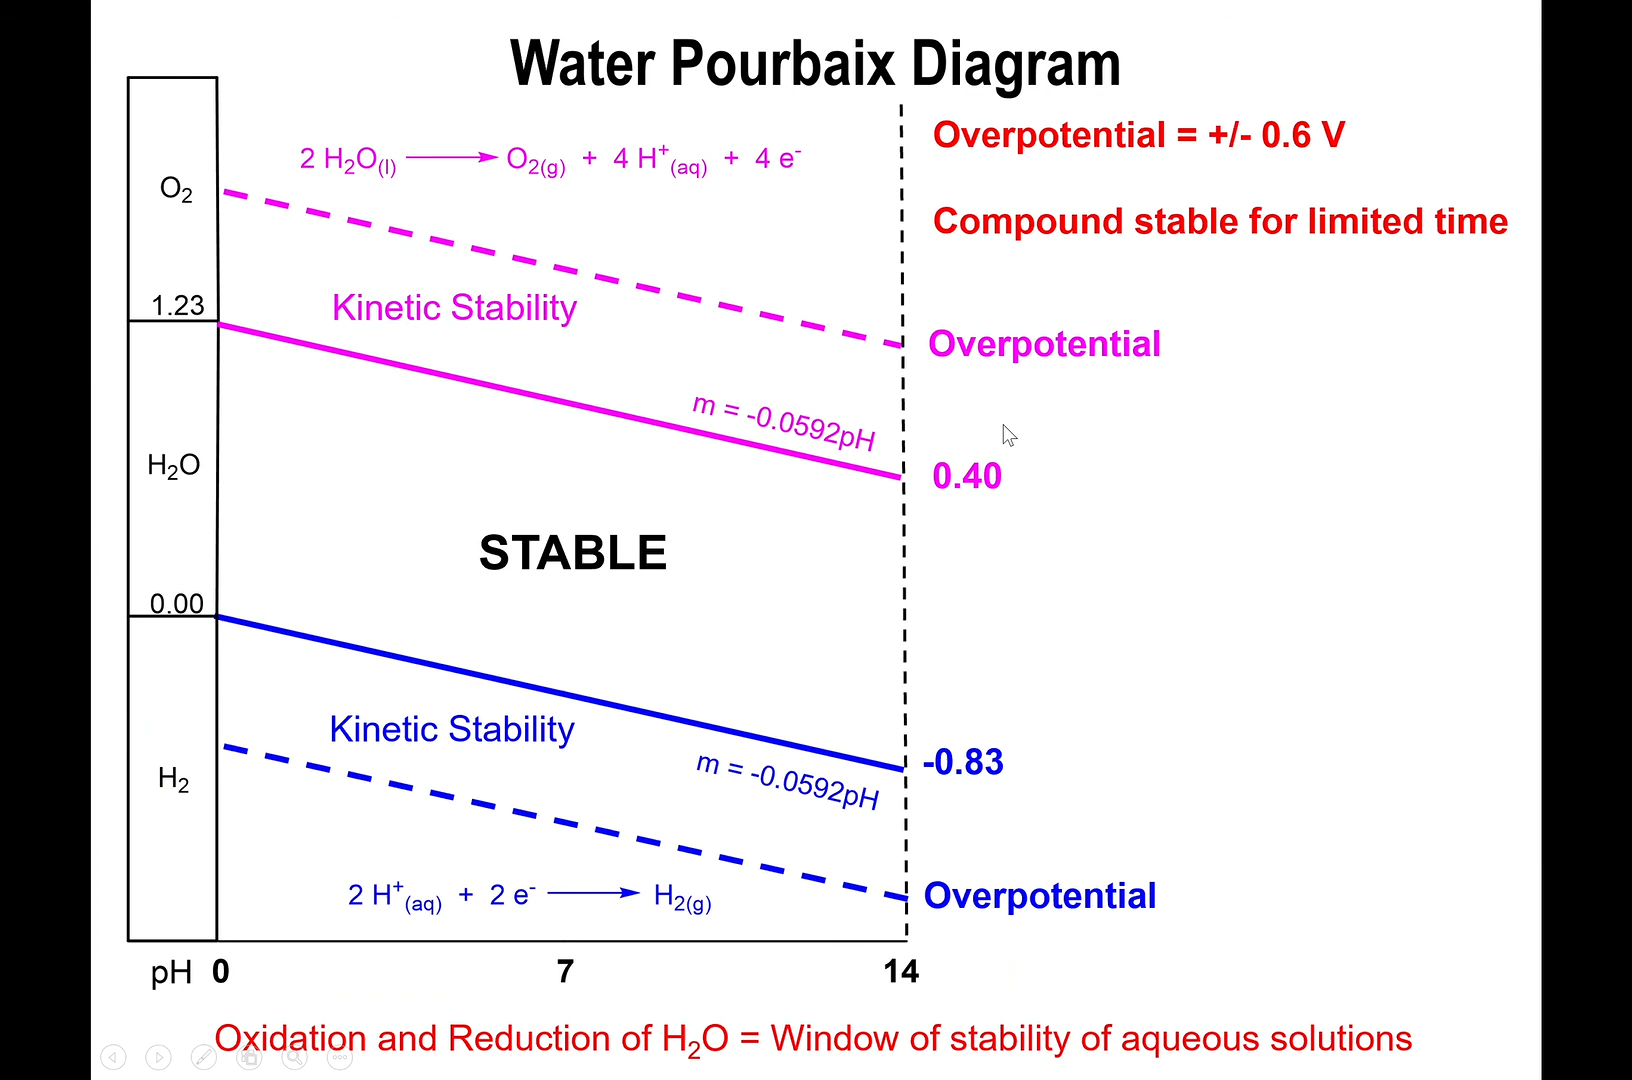 Water Pourbaix Diagram
Overpotential = +/- 0.6 V
2 H₂O(l) ⟶ O₂(g) + 4 H⁺(aq) + 4 e⁻
O₂
Compound stable for limited time
1.23
Kinetic Stability
Overpotential
m = -0.0592pH
H₂O
0.40
STABLE
0.00
Kinetic Stability
-0.83
m = -0.0592pH
H₂
2 H⁺(aq) + 2 e⁻ ⟶ H₂(g)
Overpotential
pH 0 7 14
Oxidation and Reduction of H₂O = Window of stability of aqueous solutions